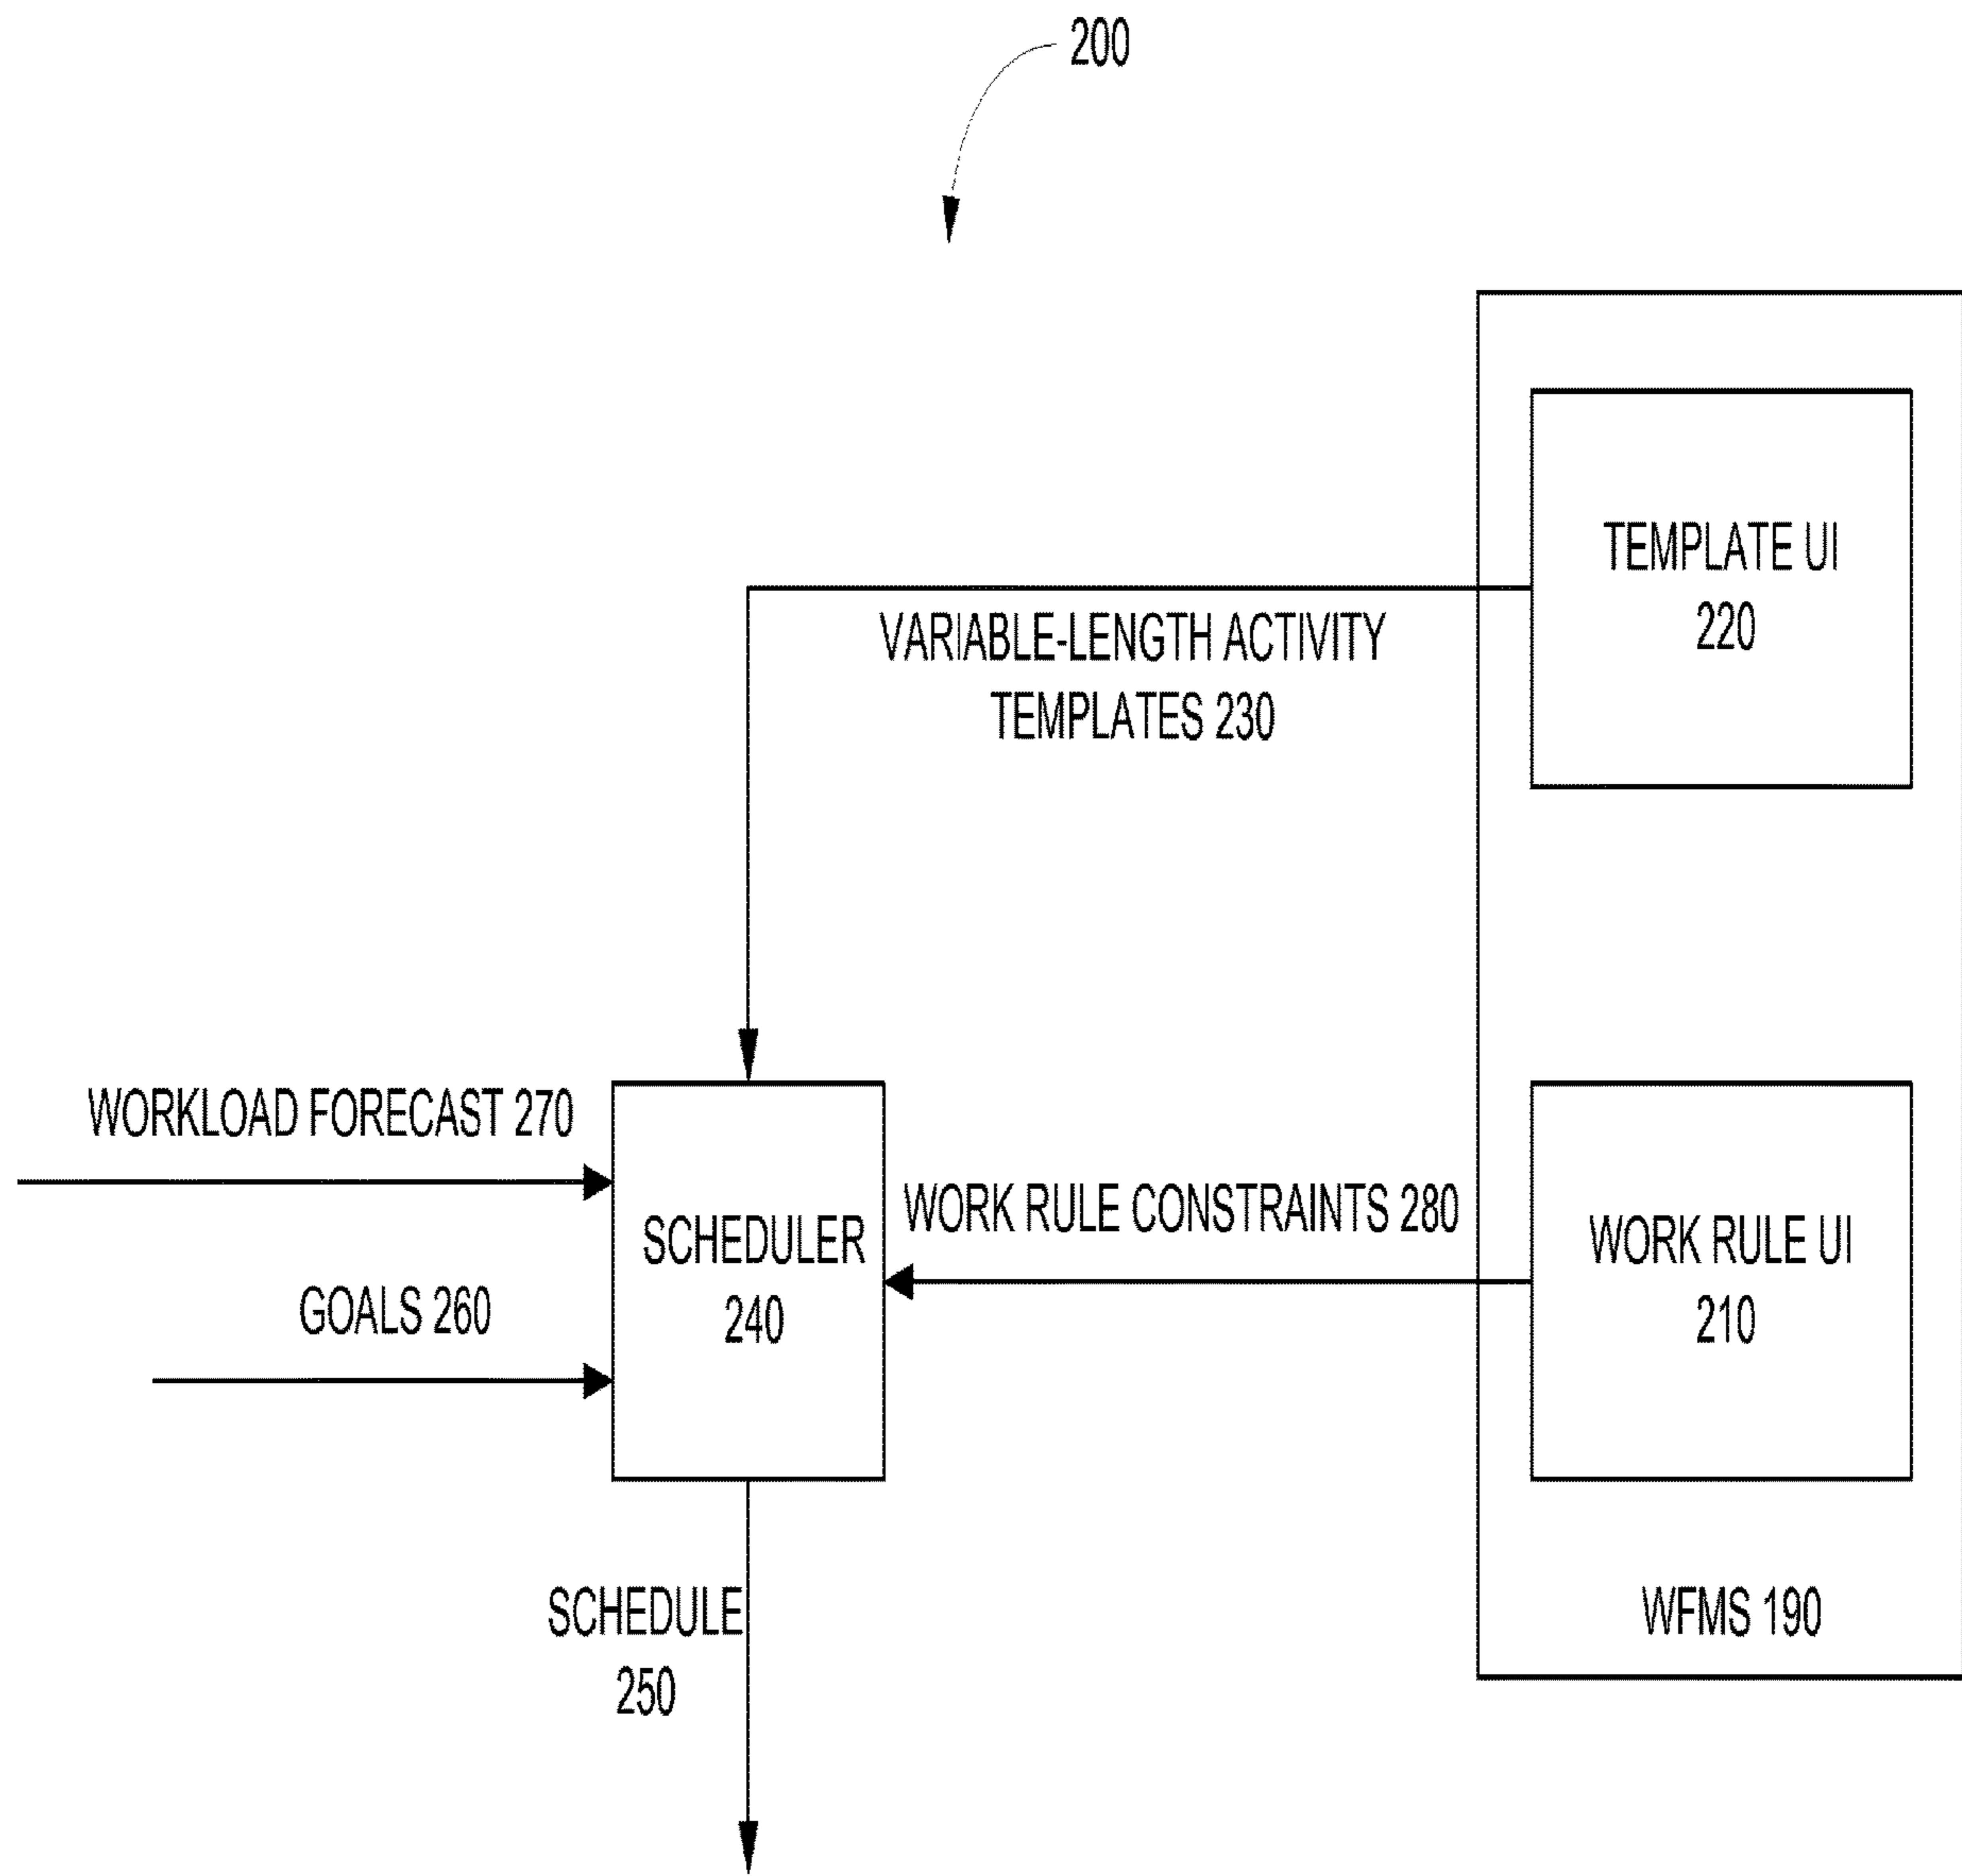 200
TEMPLATE UI
220
VARIABLE-LENGTH ACTIVITY
TEMPLATES 230
WORKLOAD FORECAST 270
GOALS 260
SCHEDULER
240
WORK RULE CONSTRAINTS 280
WORK RULE UI
210
SCHEDULE
250
WFMS 190